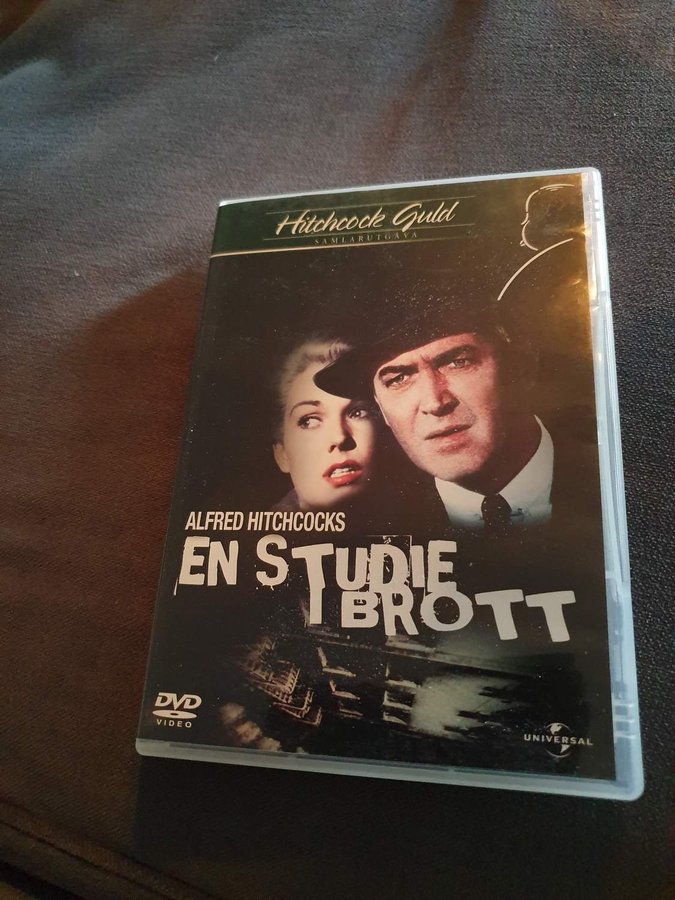 Hitchcock Guld
SAMLARUTGÅVA
ALFRED HITCHCOCKS
EN STUDIE
I BROTT
DVD
VIDEO
UNIVERSAL